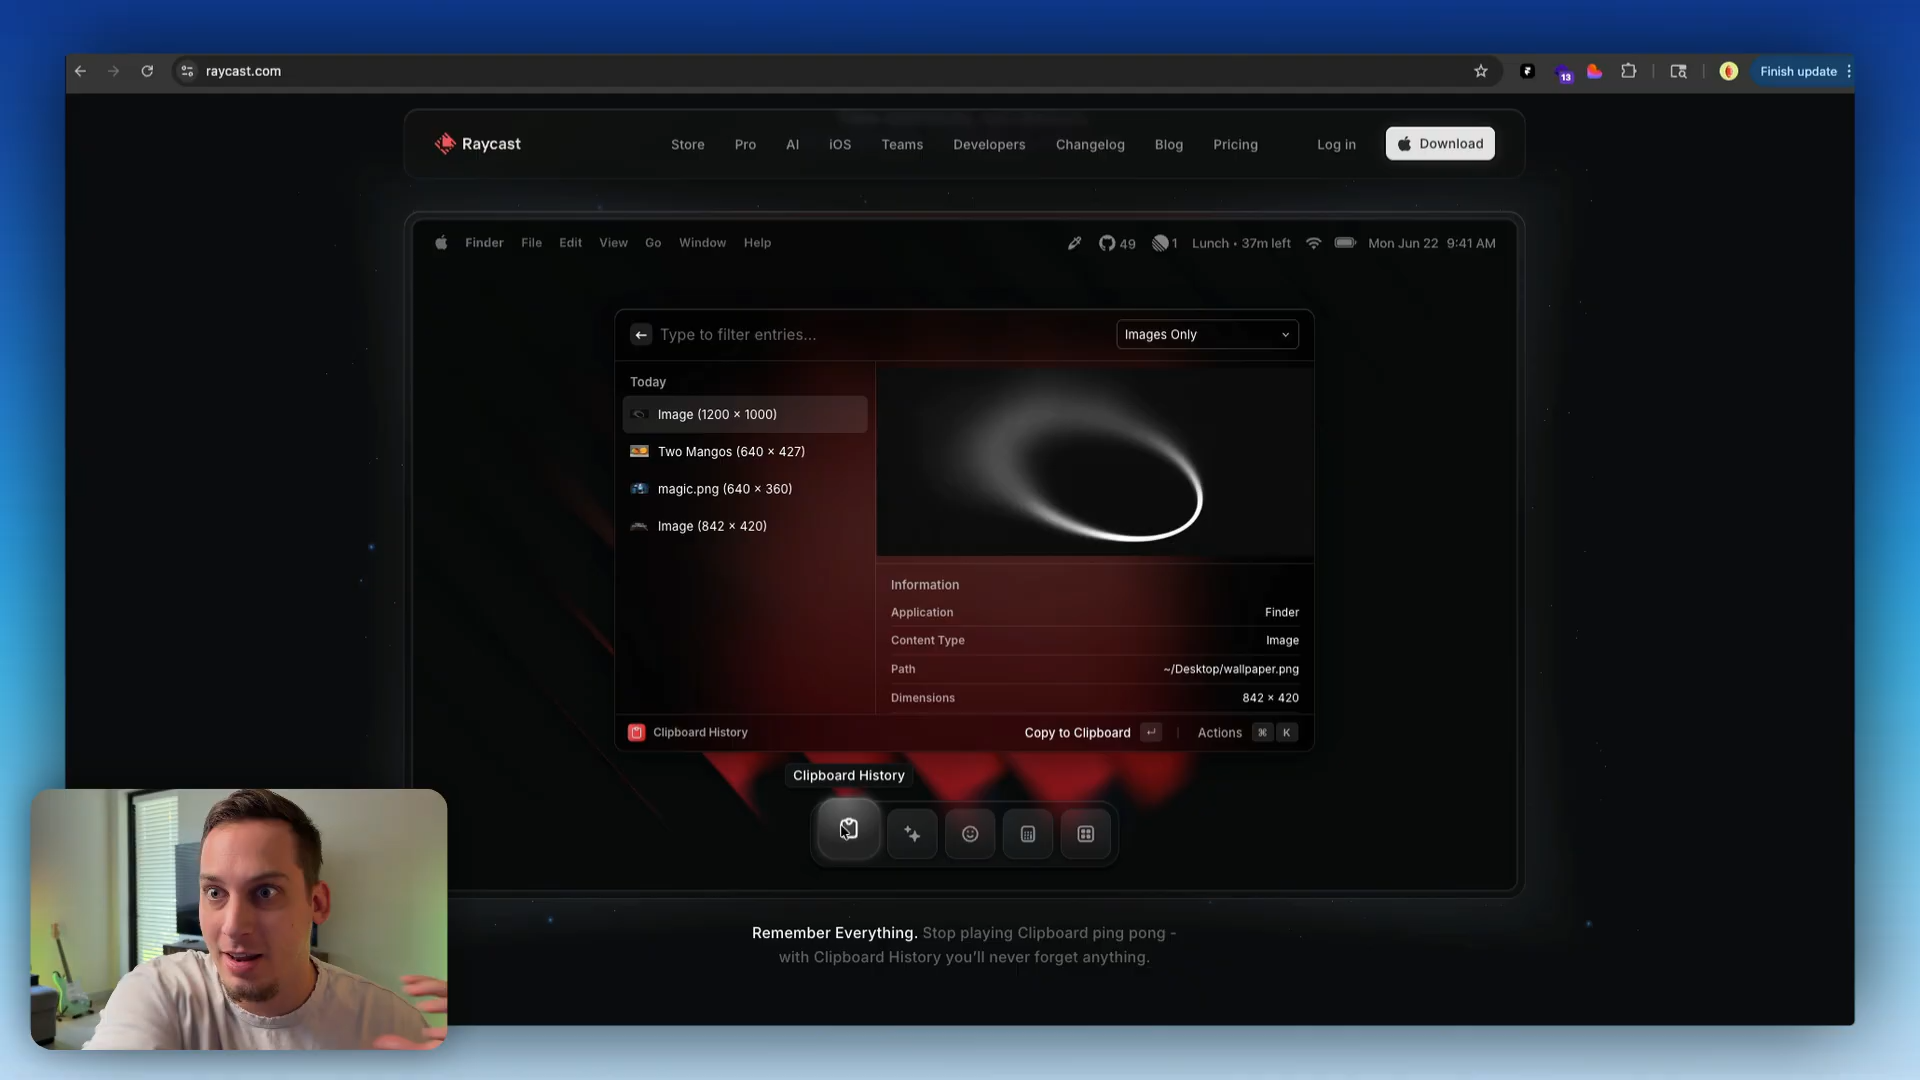 raycast.com
13
Finish update
Raycast
Store
Pro
AI
iOS
Teams
Developers
Changelog
Blog
Pricing
Log in
Download
Finder
File
Edit
View
Go
Window
Help
49
1
Lunch • 37m left
Mon Jun 22 9:41 AM
Type to filter entries...
Images Only
Today
Image (1200 × 1000)
Two Mangos (640 × 427)
magic.png (640 × 360)
Image (842 × 420)
Information
Application Finder
Content Type Image
Path ~/Desktop/wallpaper.png
Dimensions 842 × 420
Clipboard History
Copy to Clipboard
Actions ⌘ K
Clipboard History
Remember Everything. Stop playing Clipboard ping pong -
with Clipboard History you'll never forget anything.